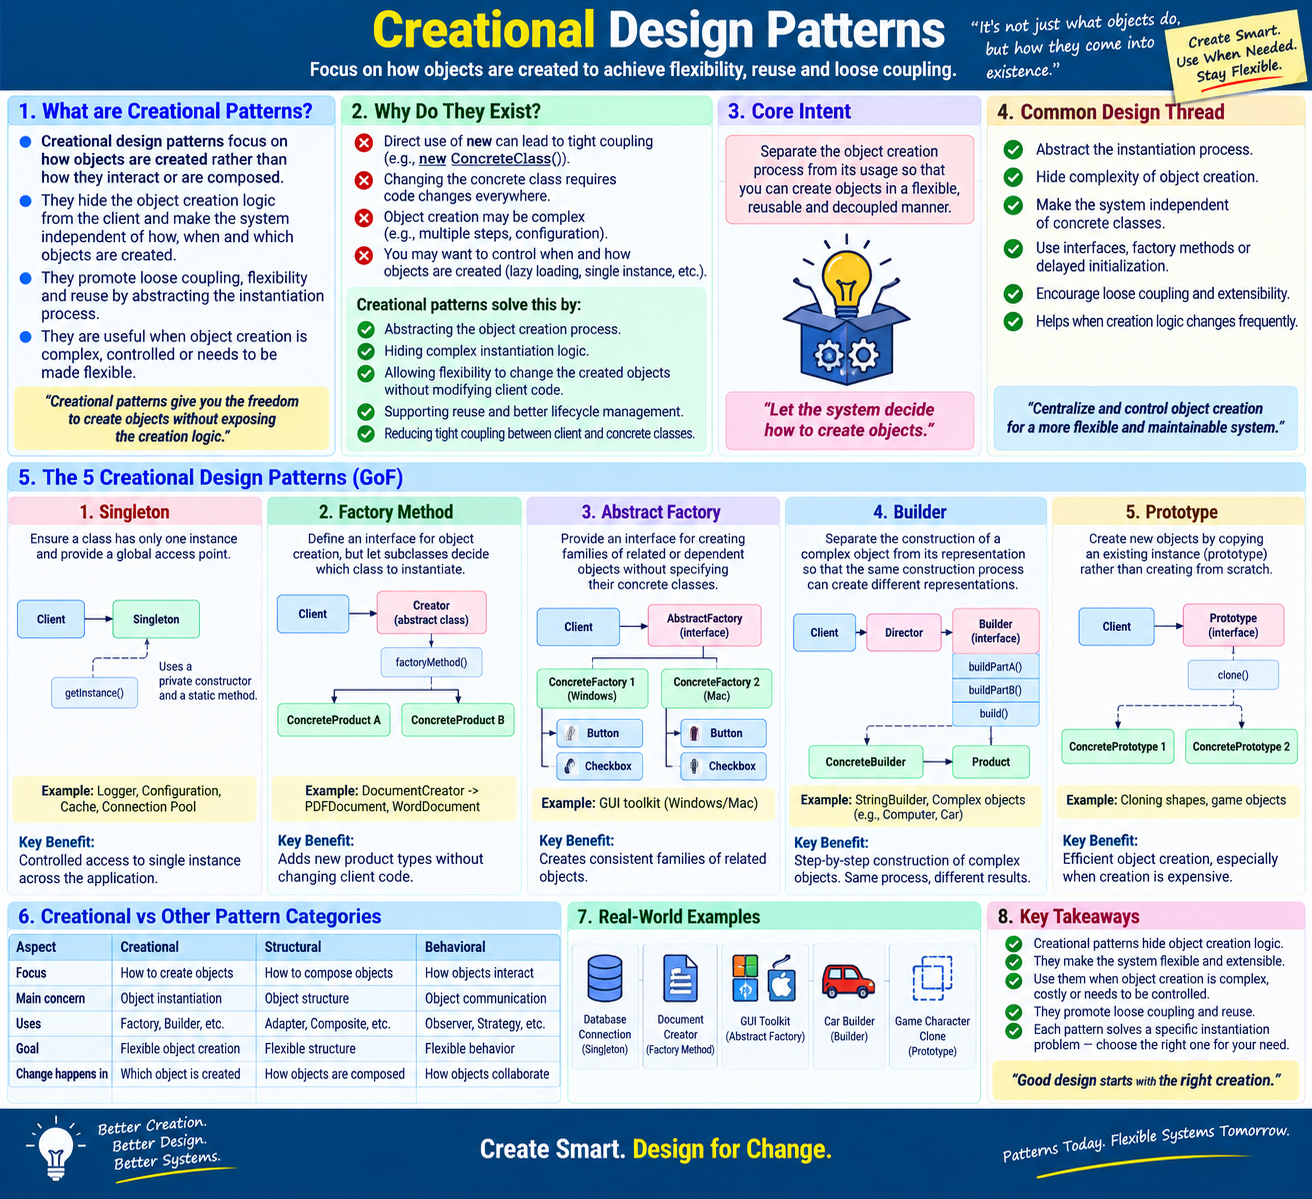 Creational Design Patterns
Focus on how objects are created to achieve flexibility, reuse and loose coupling.
“It's not just what objects do,
but how they come into
existence.”
Create Smart.
Use When Needed.
Stay Flexible.
1. What are Creational Patterns?
Creational design patterns focus on
how objects are created rather than
how they interact or are composed.
They hide the object creation logic
from the client and make the system
independent of how, when and which
objects are created.
They promote loose coupling, flexibility
and reuse by abstracting the instantiation
process.
They are useful when object creation is
complex, controlled or needs to be
made flexible.
“Creational patterns give you the freedom
to create objects without exposing
the creation logic.”
2. Why Do They Exist?
Direct use of new can lead to tight coupling
(e.g., new ConcreteClass()).
Changing the concrete class requires
code changes everywhere.
Object creation may be complex
(e.g., multiple steps, configuration).
You may want to control when and how
objects are created (lazy loading, single instance, etc.).
Creational patterns solve this by:
Abstracting the object creation process.
Hiding complex instantiation logic.
Allowing flexibility to change the created objects
without modifying client code.
Supporting reuse and better lifecycle management.
Reducing tight coupling between client and concrete classes.
3. Core Intent
Separate the object creation
process from its usage so that
you can create objects in a flexible,
reusable and decoupled manner.
“Let the system decide
how to create objects.”
4. Common Design Thread
Abstract the instantiation process.
Hide complexity of object creation.
Make the system independent
of concrete classes.
Use interfaces, factory methods or
delayed initialization.
Encourage loose coupling and extensibility.
Helps when creation logic changes frequently.
“Centralize and control object creation
for a more flexible and maintainable system.”
5. The 5 Creational Design Patterns (GoF)
1. Singleton
Ensure a class has only one instance
and provide a global access point.
Client
Singleton
getInstance()
Uses a
private constructor
and a static method.
Example: Logger, Configuration,
Cache, Connection Pool
Key Benefit:
Controlled access to single instance
across the application.
2. Factory Method
Define an interface for object
creation, but let subclasses decide
which class to instantiate.
Client
Creator
(abstract class)
factoryMethod()
ConcreteProduct A
ConcreteProduct B
Example: DocumentCreator ->
PDFDocument, WordDocument
Key Benefit:
Adds new product types without
changing client code.
3. Abstract Factory
Provide an interface for creating
families of related or dependent
objects without specifying
their concrete classes.
Client
AbstractFactory
(interface)
ConcreteFactory 1
(Windows)
ConcreteFactory 2
(Mac)
Button
Button
Checkbox
Checkbox
Example: GUI toolkit (Windows/Mac)
Key Benefit:
Creates consistent families of related
objects.
4. Builder
Separate the construction of a
complex object from its representation
so that the same construction process
can create different representations.
Client
Director
Builder
(interface)
buildPartA()
buildPartB()
build()
ConcreteBuilder
Product
Example: StringBuilder, Complex objects
(e.g., Computer, Car)
Key Benefit:
Step-by-step construction of complex
objects. Same process, different results.
5. Prototype
Create new objects by copying
an existing instance (prototype)
rather than creating from scratch.
Client
Prototype
(interface)
clone()
ConcretePrototype 1
ConcretePrototype 2
Example: Cloning shapes, game objects
Key Benefit:
Efficient object creation, especially
when creation is expensive.
6. Creational vs Other Pattern Categories
Aspect Creational Structural Behavioral
Focus How to create objects How to compose objects How objects interact
Main concern Object instantiation Object structure Object communication
Uses Factory, Builder, etc. Adapter, Composite, etc. Observer, Strategy, etc.
Goal Flexible object creation Flexible structure Flexible behavior
Change happens in Which object is created How objects are composed How objects collaborate
7. Real-World Examples
Database
Connection
(Singleton)
Document
Creator
(Factory Method)
GUI Toolkit
(Abstract Factory)
Car Builder
(Builder)
Game Character
Clone
(Prototype)
8. Key Takeaways
Creational patterns hide object creation logic.
They make the system flexible and extensible.
Use them when object creation is complex,
costly or needs to be controlled.
They promote loose coupling and reuse.
Each pattern solves a specific instantiation
problem — choose the right one for your need.
“Good design starts with the right creation.”
Better Creation.
Better Design.
Better Systems.
Create Smart. Design for Change.
Patterns Today. Flexible Systems Tomorrow.